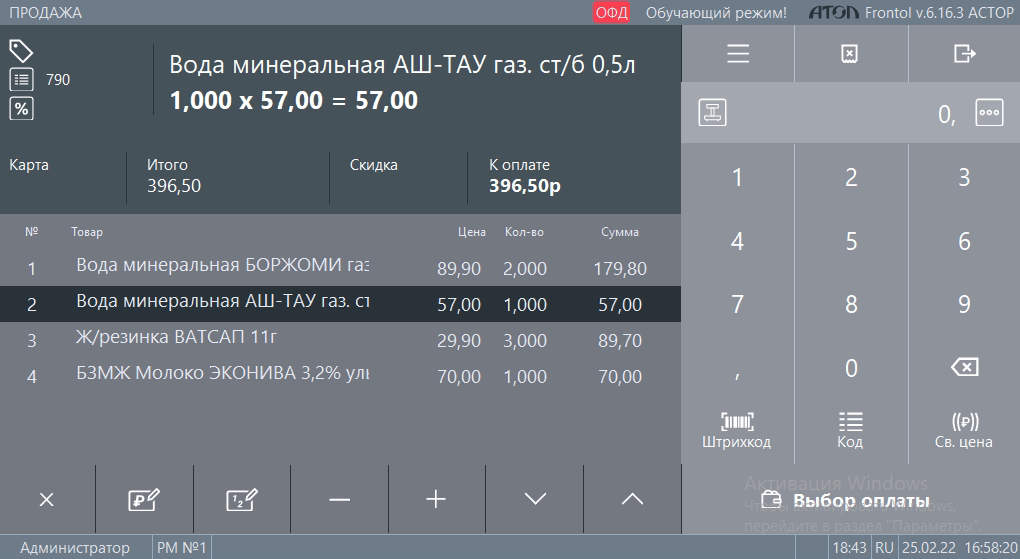 ПРОДАЖА ОФД Обучающий режим! ATOL Frontol v.6.16.3 АСТОР
790
%
Вода минеральная АШ-ТАУ газ. ст/б 0,5л
1,000 x 57,00 = 57,00
Карта Итого Скидка К оплате
396,50 396,50р
№ Товар Цена Кол-во Сумма
1 Вода минеральная БОРЖОМИ газ 89,90 2,000 179,80
2 Вода минеральная АШ-ТАУ газ. ст 57,00 1,000 57,00
3 Ж/резинка ВАТСАП 11г 29,90 3,000 89,70
4 БЗМЖ Молоко ЭКОНИВА 3,2% уль 70,00 1,000 70,00
0,
1 2 3
4 5 6
7 8 9
, 0
Штрихкод Код Св. цена
Активация Windows
Выбор оплаты
перейдите в раздел "Параметры".
Администратор РМ №1 18:43 RU 25.02.22 16:58:20